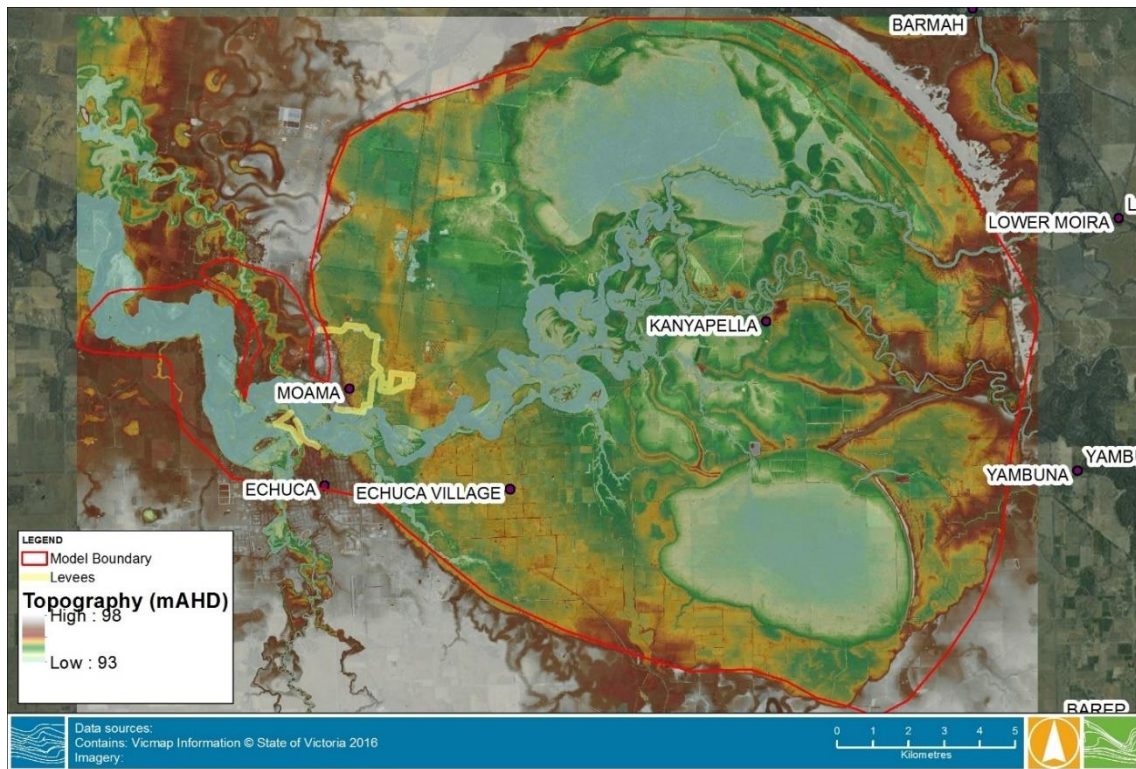 BARMAH
L
LOWER MOIRA
KANYAPELLA
MOAMA
YAMBU
YAMBUNA
ECHUCA
ECHUCA VILLAGE
LEGEND
Model Boundary
Levees
Topography (mAHD)
High : 98
Low : 93
BAREP
Data sources:
Contains: Vicmap Information © State of Victoria 2016
Imagery:
0 1 2 3 4 5
Kilometres